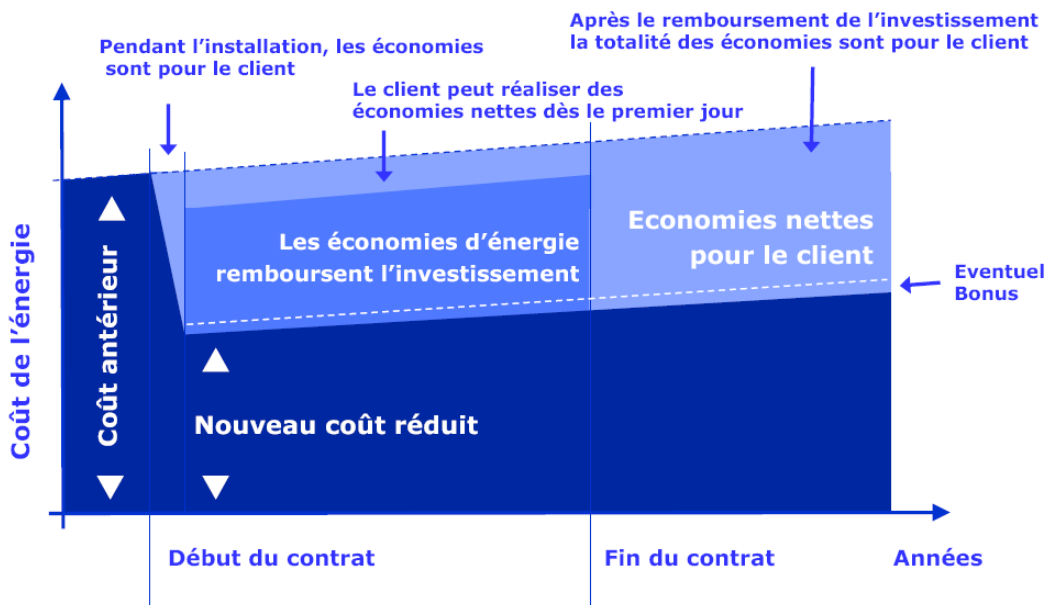 Après le remboursement de l’investissement
la totalité des économies sont pour le client
Pendant l’installation, les économies
sont pour le client
Le client peut réaliser des
économies nettes dès le premier jour
Coût de l’énergie
Coût antérieur
Les économies d’énergie
remboursent l’investissement
Economies nettes
pour le client
Eventuel
Bonus
Nouveau coût réduit
Début du contrat
Fin du contrat
Années